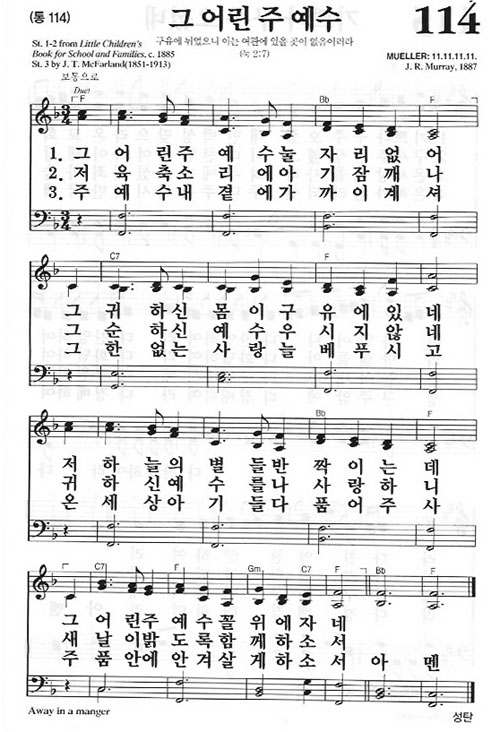 (통 114)
그 어린 주 예수
114
구유에 뉘었으니 이는 여관에 있을 곳이 없음이러라
(눅 2:7)
St. 1-2 from Little Children's
Book for School and Families, c. 1885
St. 3 by J. T. McFarland(1851-1913)
MUELLER: 11.11.11.11.
J. R. Murray, 1887
보통으로
Duet
F Bb F
1. 그 어 린 주 예 수 눌 자 리 없 어
2. 저 육 축 소 리 에 아 기 잠 깨 나
3. 주 예 수 내 곁 에 가 까 이 계 셔
C7 F
그 귀 하 신 몸 이 구 유 에 있 네
그 순 하 신 예 수 우 시 지 않 네
그 한 없 는 사 랑 늘 베 푸 시 고
Bb F
저 하 늘 의 별 들 반 짝 이 는 데
귀 하 신 예 수 를 나 사 랑 하 니
온 세 상 아 기 들 다 품 어 주 사
C7 F Gm C7 F Bb F
그 어 린 주 예 수 꼴 위 에 자 네
새 날 이 밝 도 록 함 께 하 소 서
주 품 안 에 안 겨 살 게 하 소 서 아 멘
Away in a manger
성탄